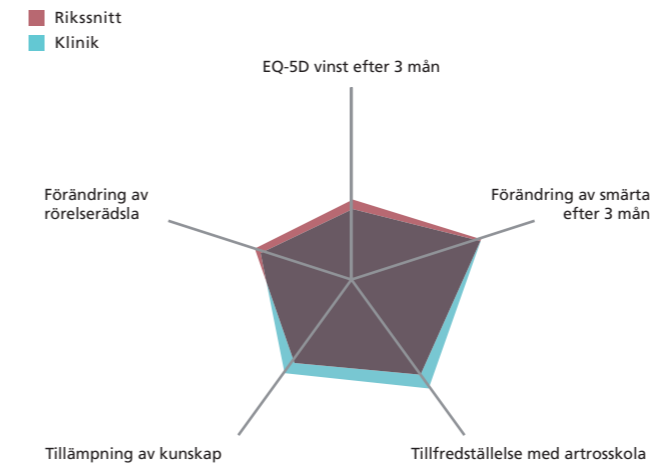 Rikssnitt
Klinik
EQ-5D vinst efter 3 mån
Förändring av
rörelserädsla
Förändring av smärta
efter 3 mån
Tillämpning av kunskap
Tillfredställelse med artrosskola